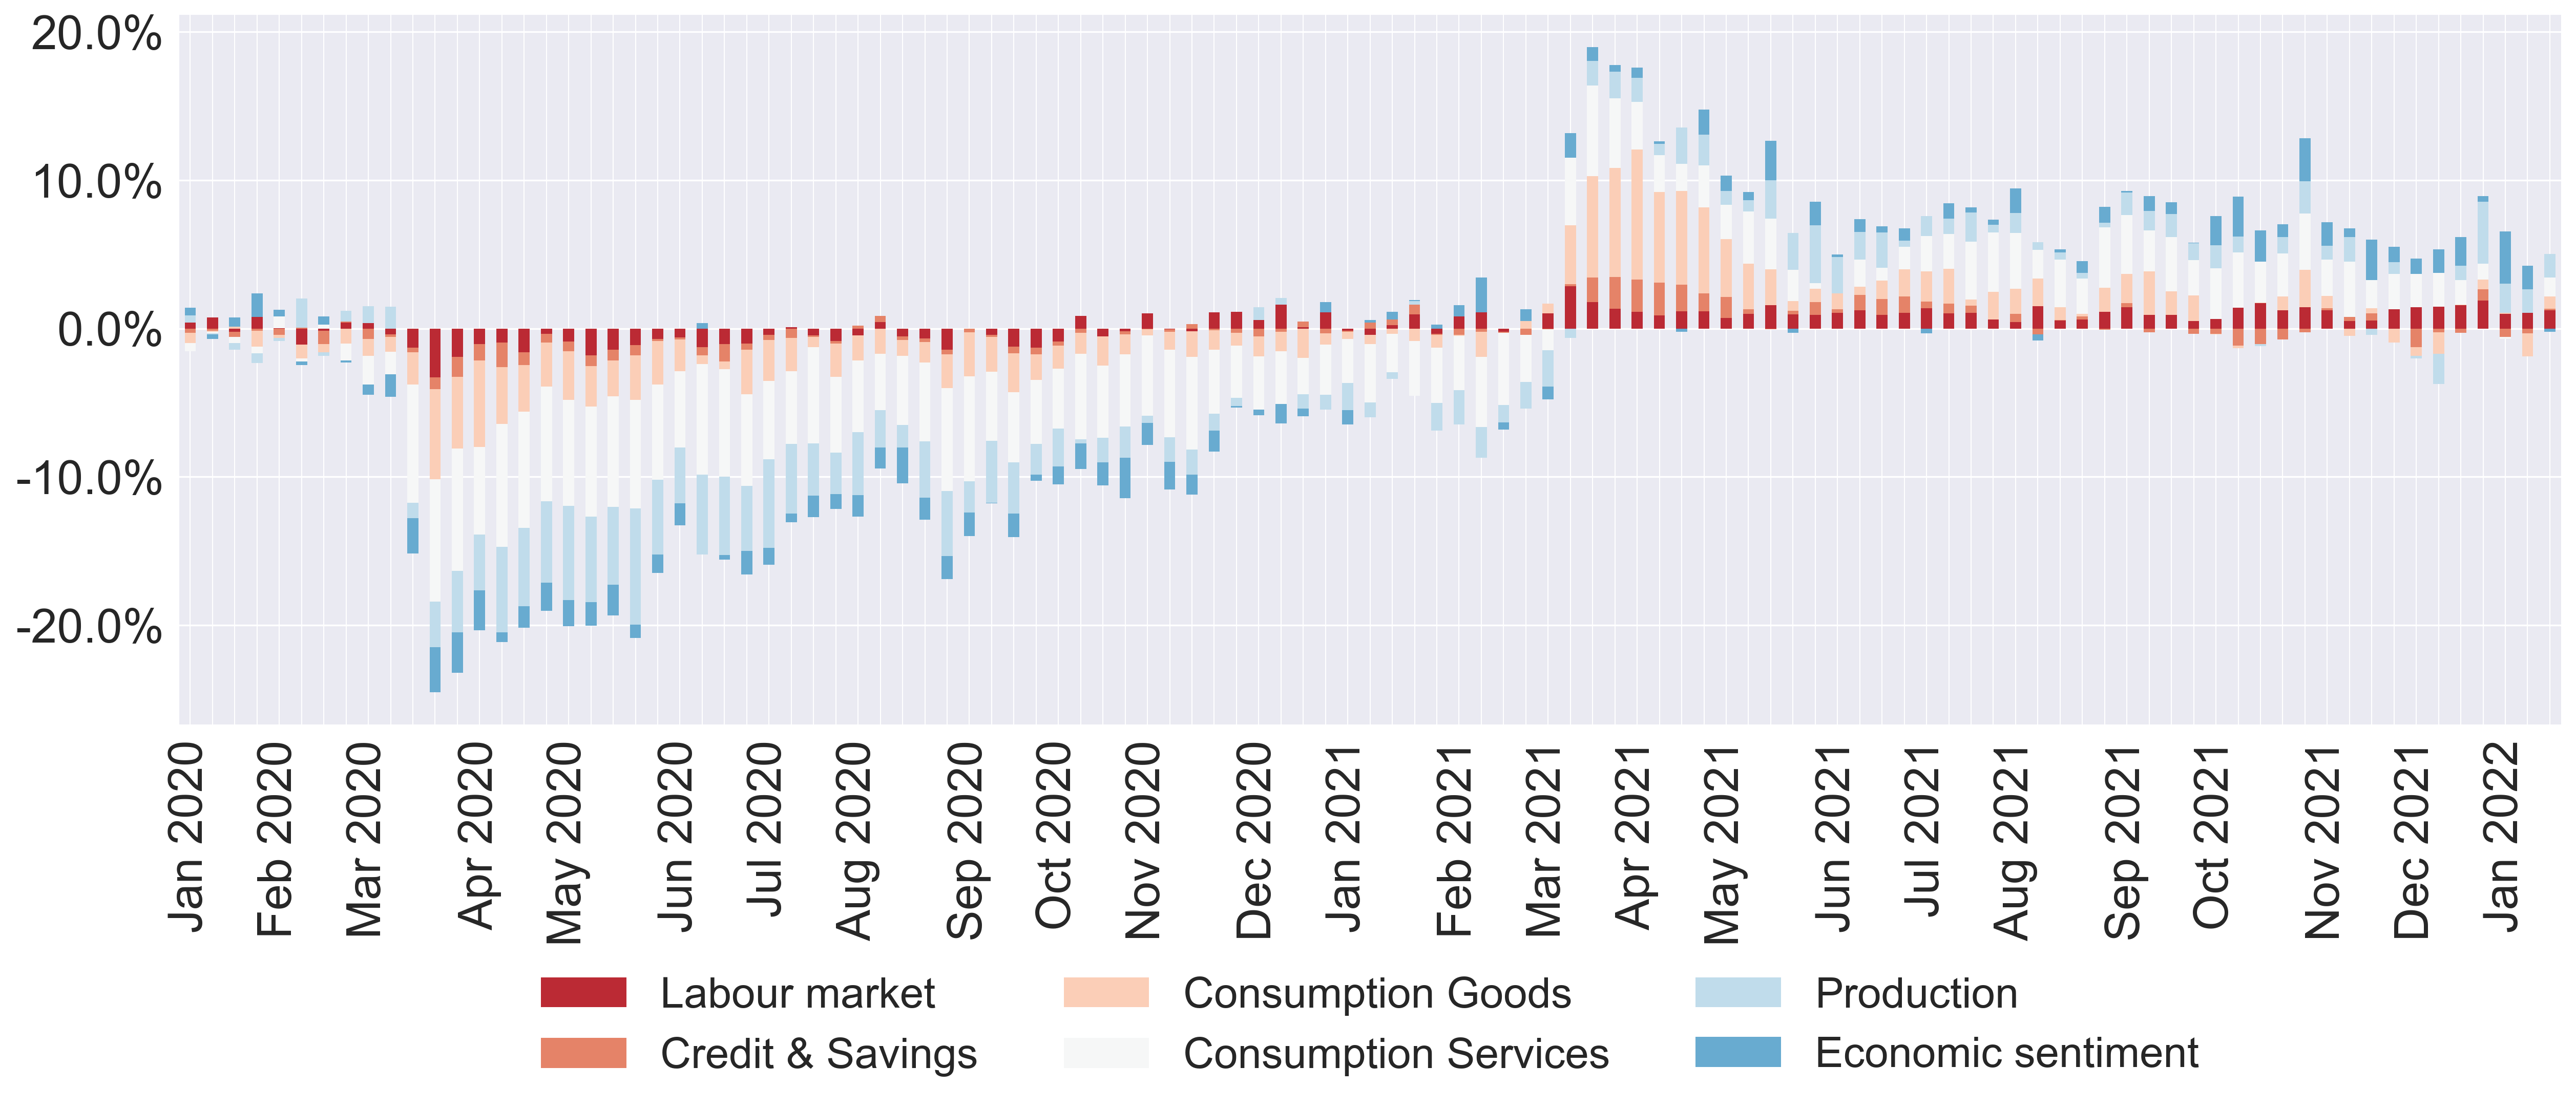 20.0%
10.0%
0.0%
-10.0%
-20.0%
Jan 2020
Feb 2020
Mar 2020
Apr 2020
May 2020
Jun 2020
Jul 2020
Aug 2020
Sep 2020
Oct 2020
Nov 2020
Dec 2020
Jan 2021
Feb 2021
Mar 2021
Apr 2021
May 2021
Jun 2021
Jul 2021
Aug 2021
Sep 2021
Oct 2021
Nov 2021
Dec 2021
Jan 2022
Labour market
Consumption Goods
Production
Credit & Savings
Consumption Services
Economic sentiment